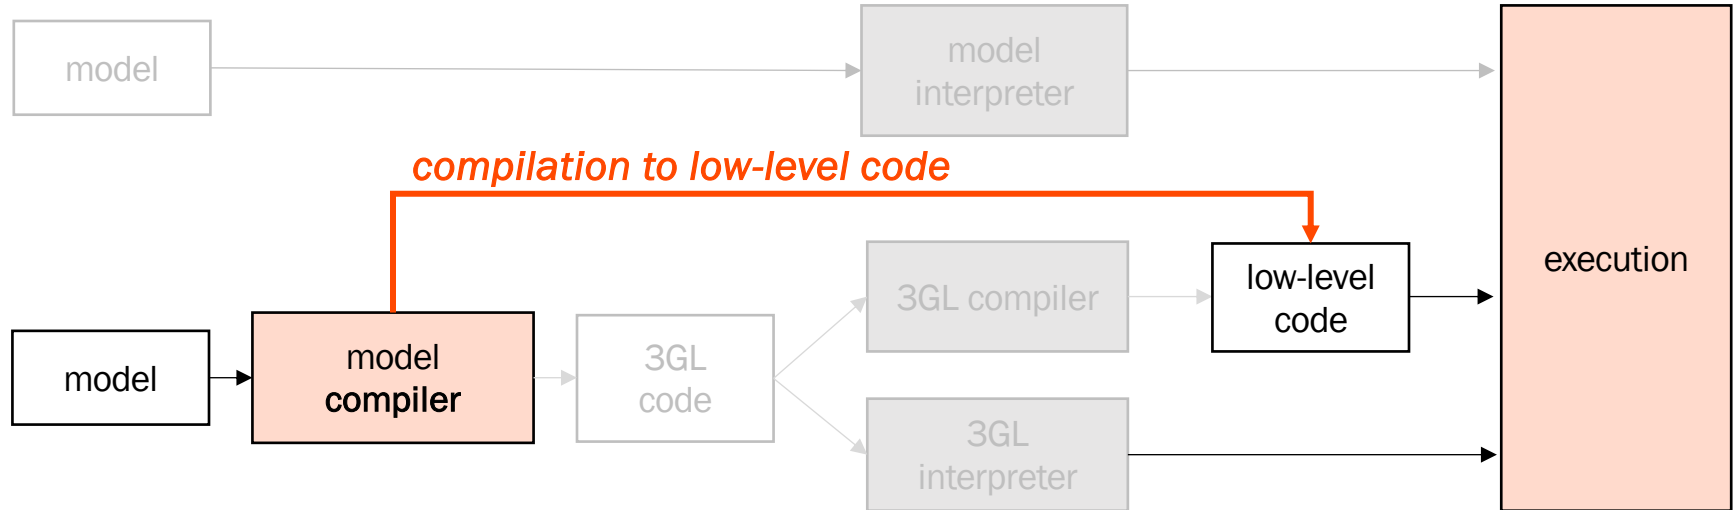 model
model
interpreter
compilation to low-level code
execution
model
model
compiler
3GL
code
3GL compiler
low-level
code
3GL
interpreter